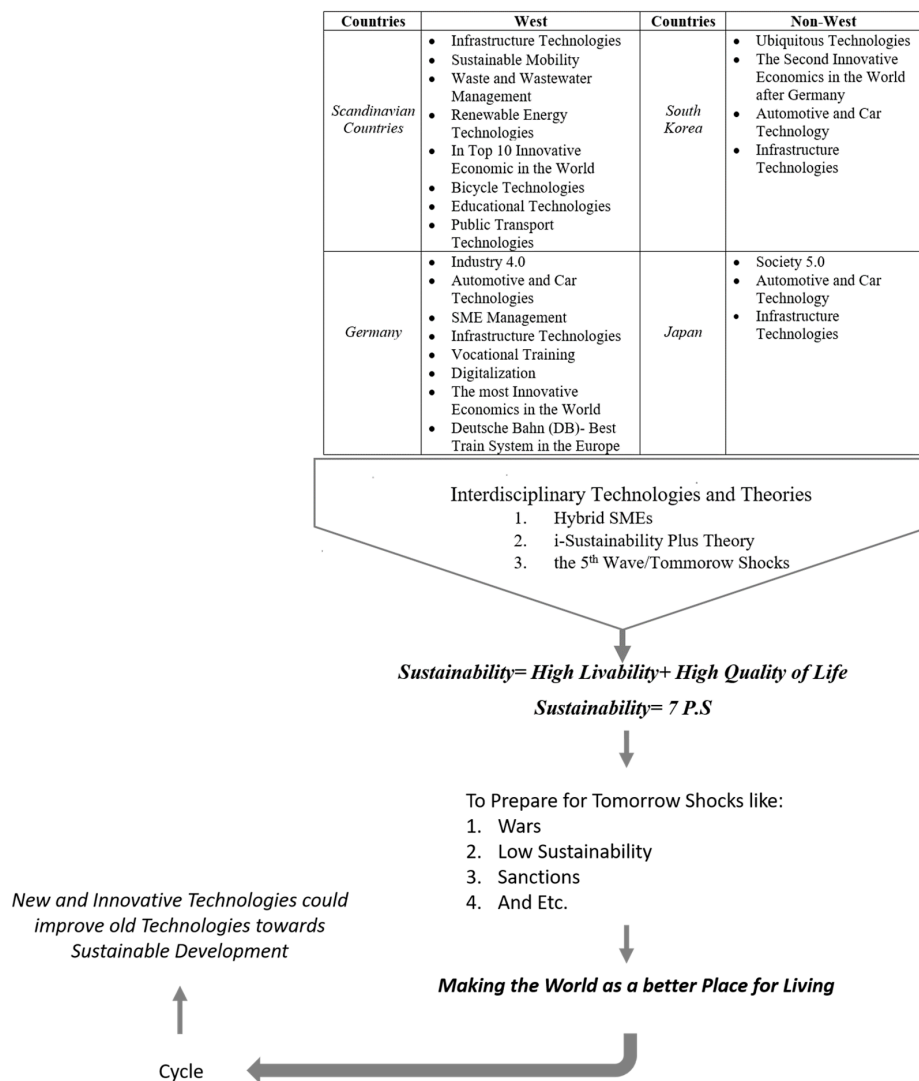 Countries West Countries Non-West
Scandinavian
Countries
• Infrastructure Technologies
• Sustainable Mobility
• Waste and Wastewater
Management
• Renewable Energy
Technologies
• In Top 10 Innovative
Economic in the World
• Bicycle Technologies
• Educational Technologies
• Public Transport
Technologies
South
Korea
• Ubiquitous Technologies
• The Second Innovative
Economics in the World
after Germany
• Automotive and Car
Technology
• Infrastructure
Technologies
Germany
• Industry 4.0
• Automotive and Car
Technologies
• SME Management
• Infrastructure Technologies
• Vocational Training
• Digitalization
• The most Innovative
Economics in the World
• Deutsche Bahn (DB)- Best
Train System in the Europe
Japan
• Society 5.0
• Automotive and Car
Technology
• Infrastructure
Technologies
Interdisciplinary Technologies and Theories
1. Hybrid SMEs
2. i-Sustainability Plus Theory
3. the 5th Wave/Tommorow Shocks
Sustainability= High Livability+ High Quality of Life
Sustainability= 7 P.S
To Prepare for Tomorrow Shocks like:
1. Wars
2. Low Sustainability
3. Sanctions
4. And Etc.
Making the World as a better Place for Living
New and Innovative Technologies could
improve old Technologies towards
Sustainable Development
Cycle